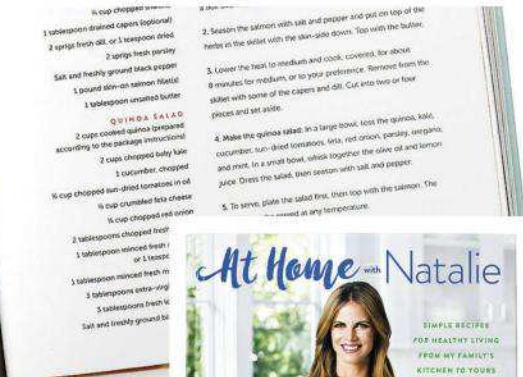 ¼ cup chopped shallots
1 tablespoon drained capers (optional)
2 sprigs fresh dill, or 1 teaspoon dried
2 sprigs fresh parsley
Salt and freshly ground black pepper
1 pound skin-on salmon fillet(s)
1 tablespoon unsalted butter
QUINOA SALAD
2 cups cooked quinoa (prepared
according to the package instructions)
2 cups chopped baby kale
1 cucumber, chopped
cup chopped sun-dried tomatoes in oil
cup crumbled feta cheese
cup chopped red onion
2 tablespoons chopped fresh
1 tablespoon minced fresh
or 1 teaspo
1 tablespoon minced fresh m
3 tablespoons extra-virg
3 tablespoons fresh le
Salt and freshly ground bl
2. Season the salmon with salt and pepper and put on top of the
herbs in the skillet with the skin-side down. Top with the butter.
3. Lower the heat to medium and cook, covered, for about
8 minutes for medium, or to your preference. Remove from the
skillet with some of the capers and dill. Cut into two or four
pieces and set aside.
4. Make the quinoa salad: In a large bowl, toss the quinoa, kale,
cucumber, sun-dried tomatoes, feta, red onion, parsley, oregano,
and mint. In a small bowl, whisk together the olive oil and lemon
juice. Dress the salad, then season with salt and pepper.
5. To serve, plate the salad first, then top with the salmon. The
served at any temperature.
At Home with Natalie
SIMPLE RECIPES
FOR HEALTHY LIVING
FROM MY FAMILY'S
KITCHEN TO YOURS